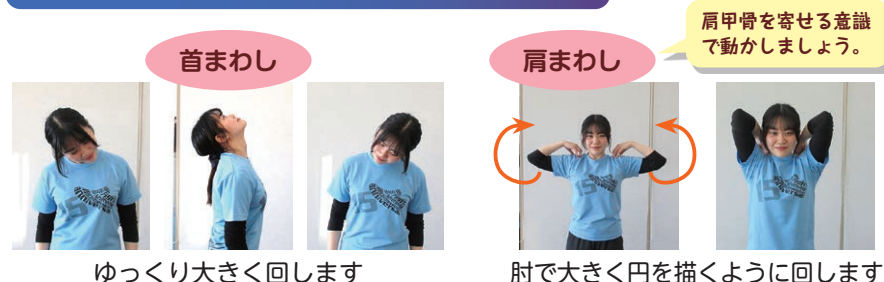 首まわし
ゆっくり大きく回します
肩まわし
肩甲骨を寄せる意識
で動かしましょう。
肘で大きく円を描くように回します
15